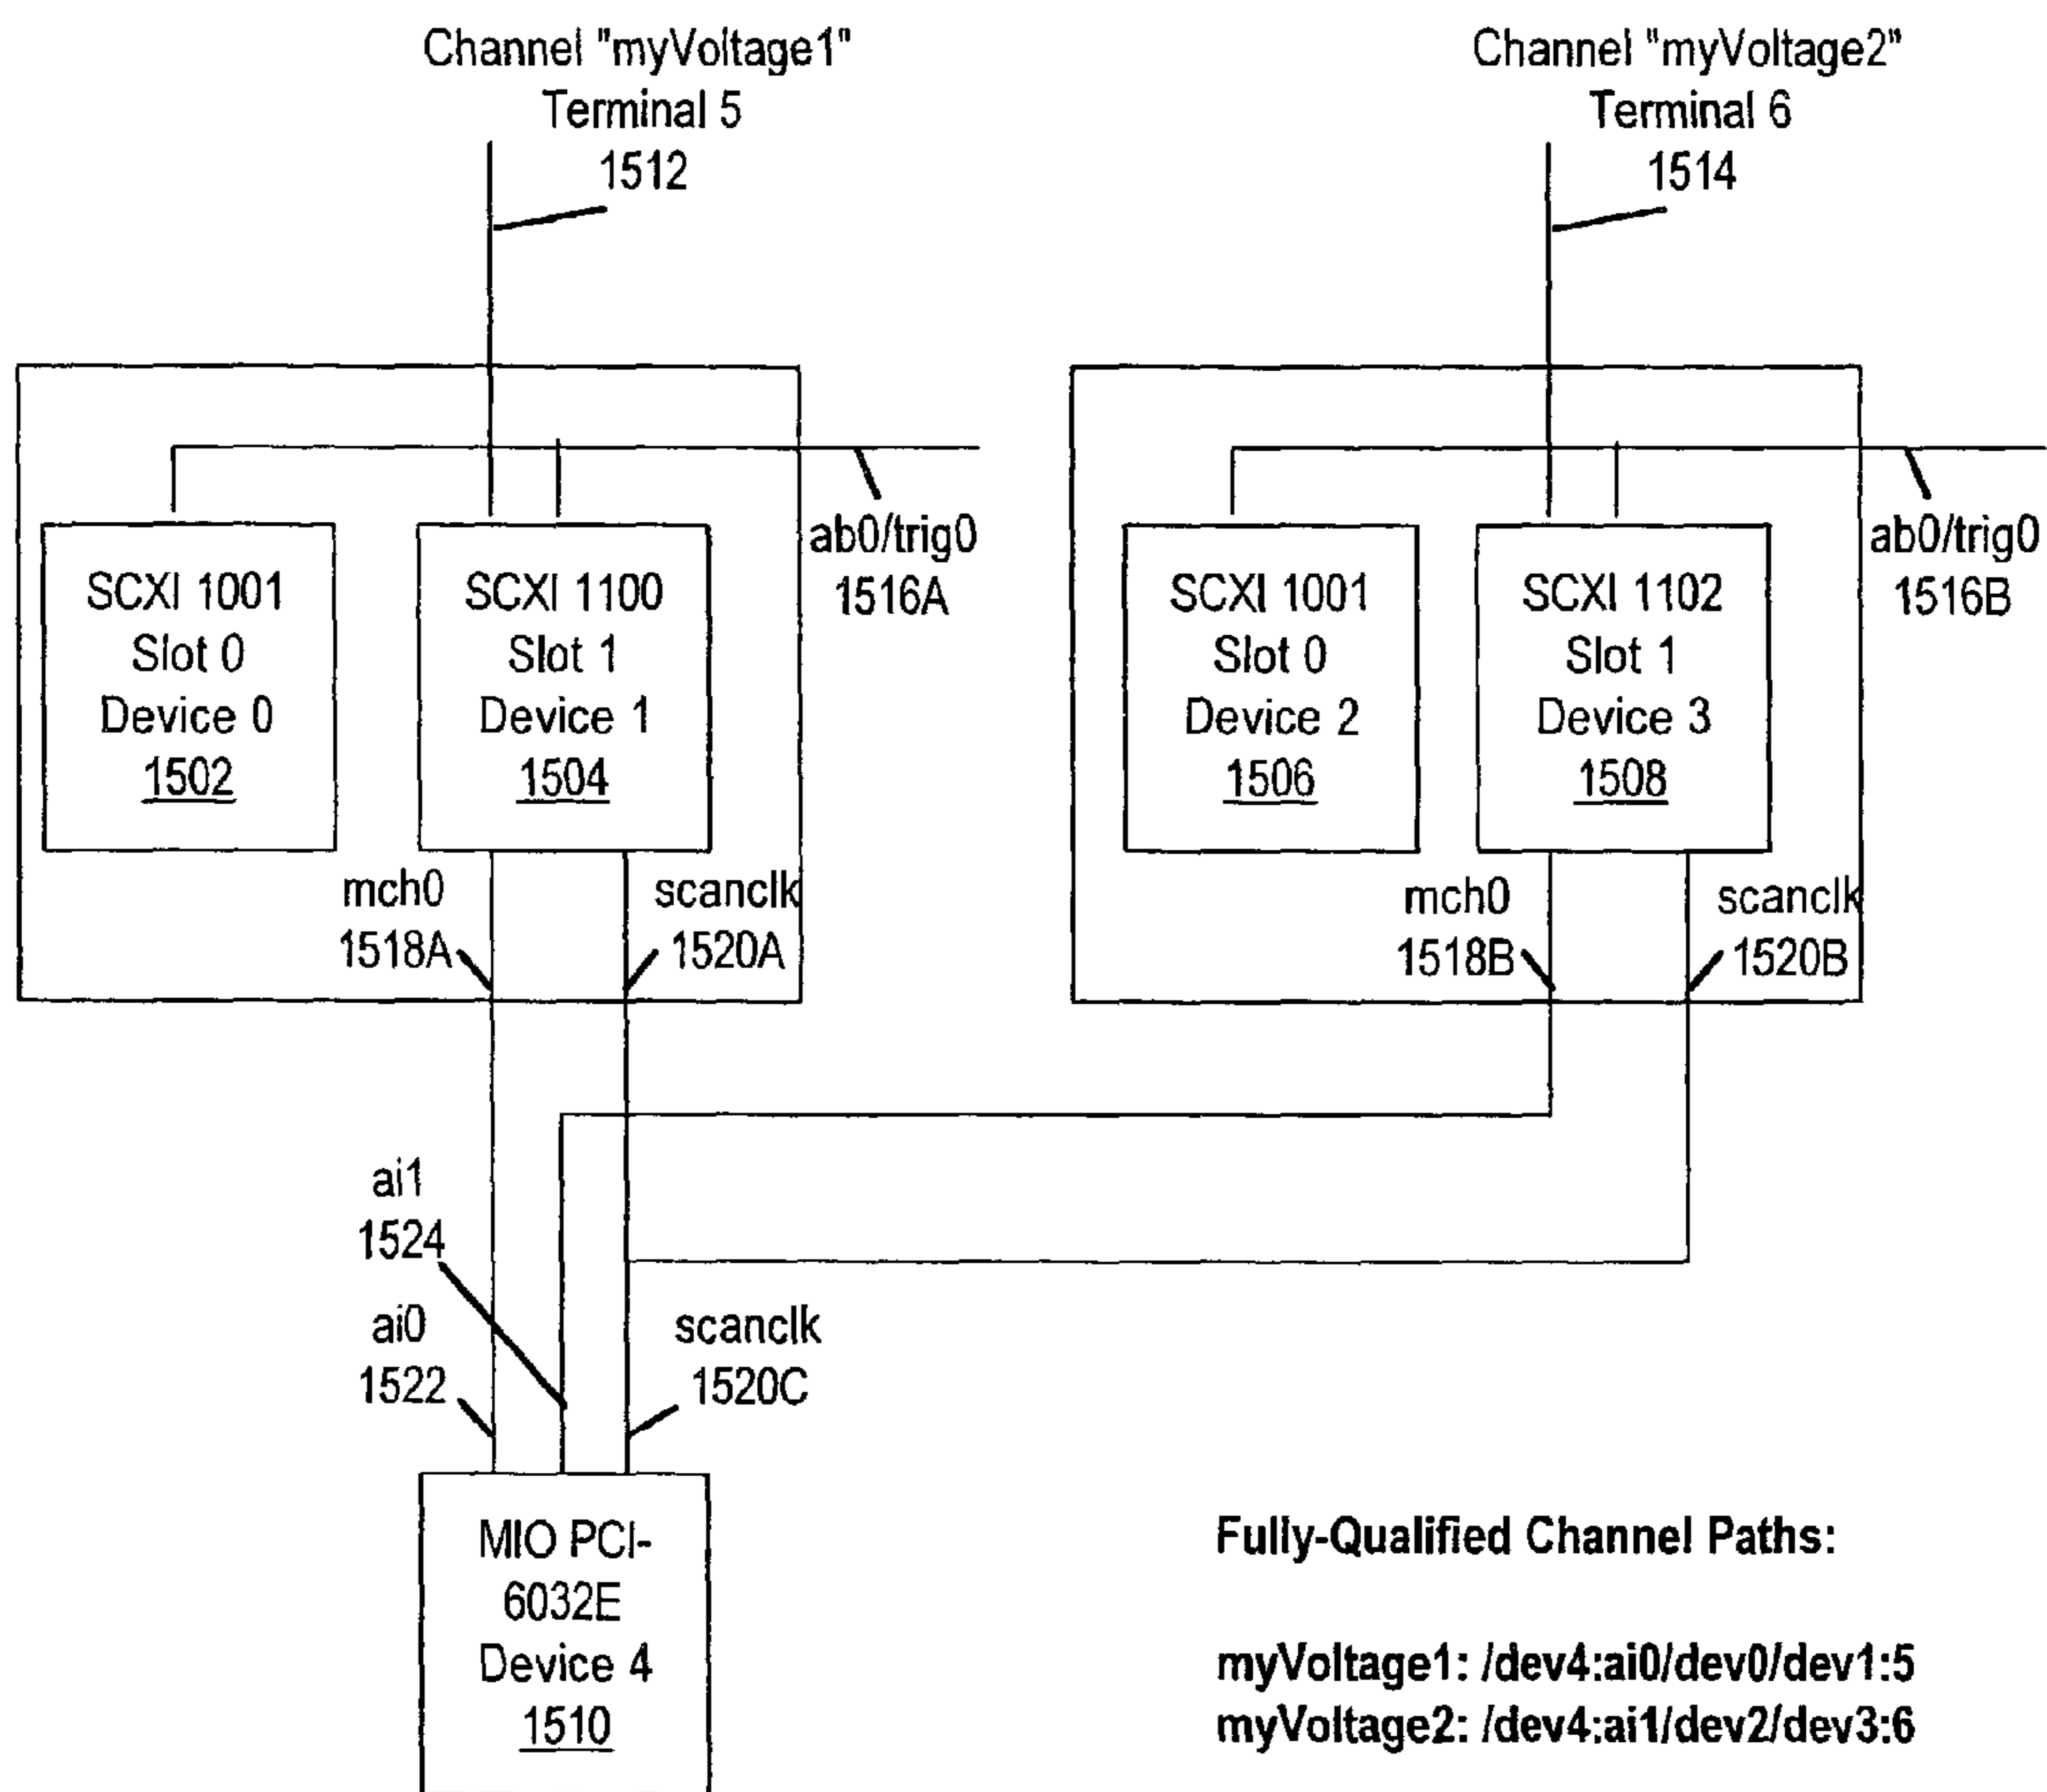 Channel "myVoltage1"
Terminal 5
1512
Channel "myVoltage2"
Terminal 6
1514
ab0/trig0
1516A
ab0/trig0
1516B
SCXI 1001
Slot 0
Device 0
1502
SCXI 1100
Slot 1
Device 1
1504
SCXI 1001
Slot 0
Device 2
1506
SCXI 1102
Slot 1
Device 3
1508
mch0
1518A
scanclk
1520A
mch0
1518B
scanclk
1520B
ai1
1524
ai0
1522
scanclk
1520C
MIO PCI-
6032E
Device 4
1510
Fully-Qualified Channel Paths:
myVoltage1: /dev4:ai0/dev0/dev1:5
myVoltage2: /dev4:ai1/dev2/dev3:6